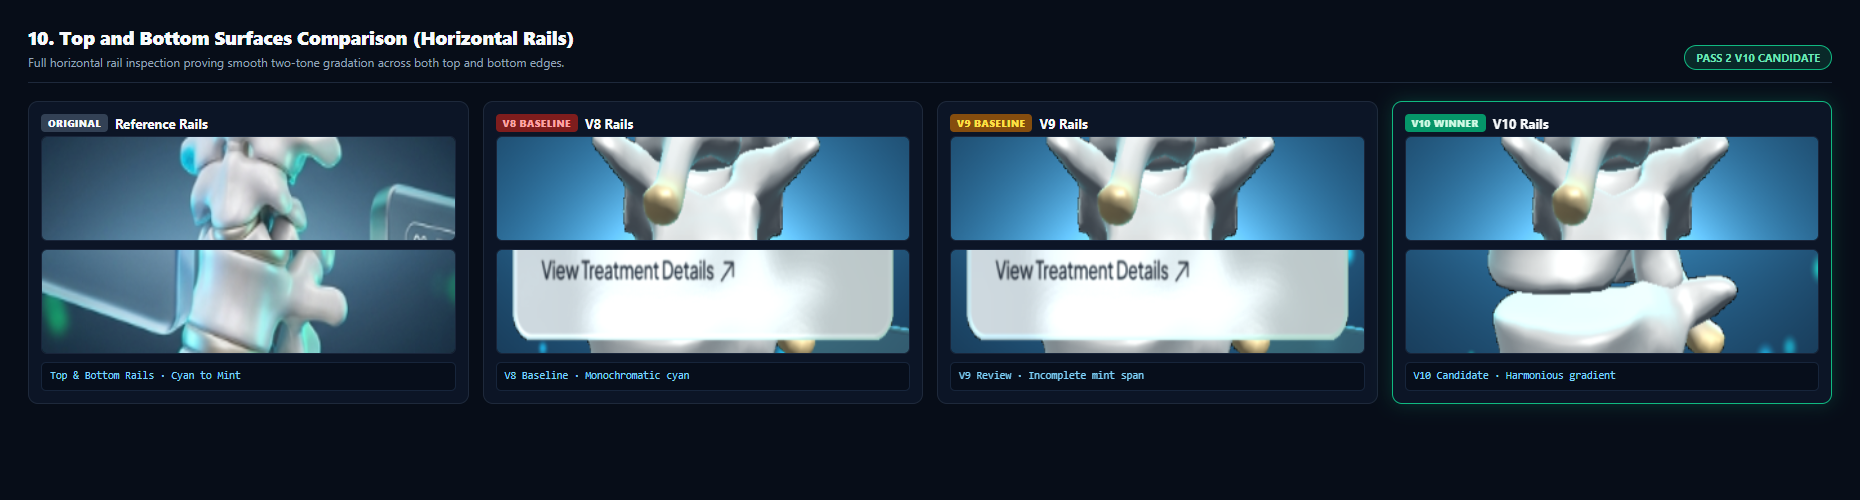 10. Top and Bottom Surfaces Comparison (Horizontal Rails)
Full horizontal rail inspection proving smooth two-tone gradation across both top and bottom edges.
PASS 2 V10 CANDIDATE
ORIGINAL Reference Rails
Top & Bottom Rails · Cyan to Mint
V8 BASELINE V8 Rails
View Treatment Details ↗
V8 Baseline · Monochromatic cyan
V9 BASELINE V9 Rails
View Treatment Details ↗
V9 Review · Incomplete mint span
V10 WINNER V10 Rails
V10 Candidate · Harmonious gradient